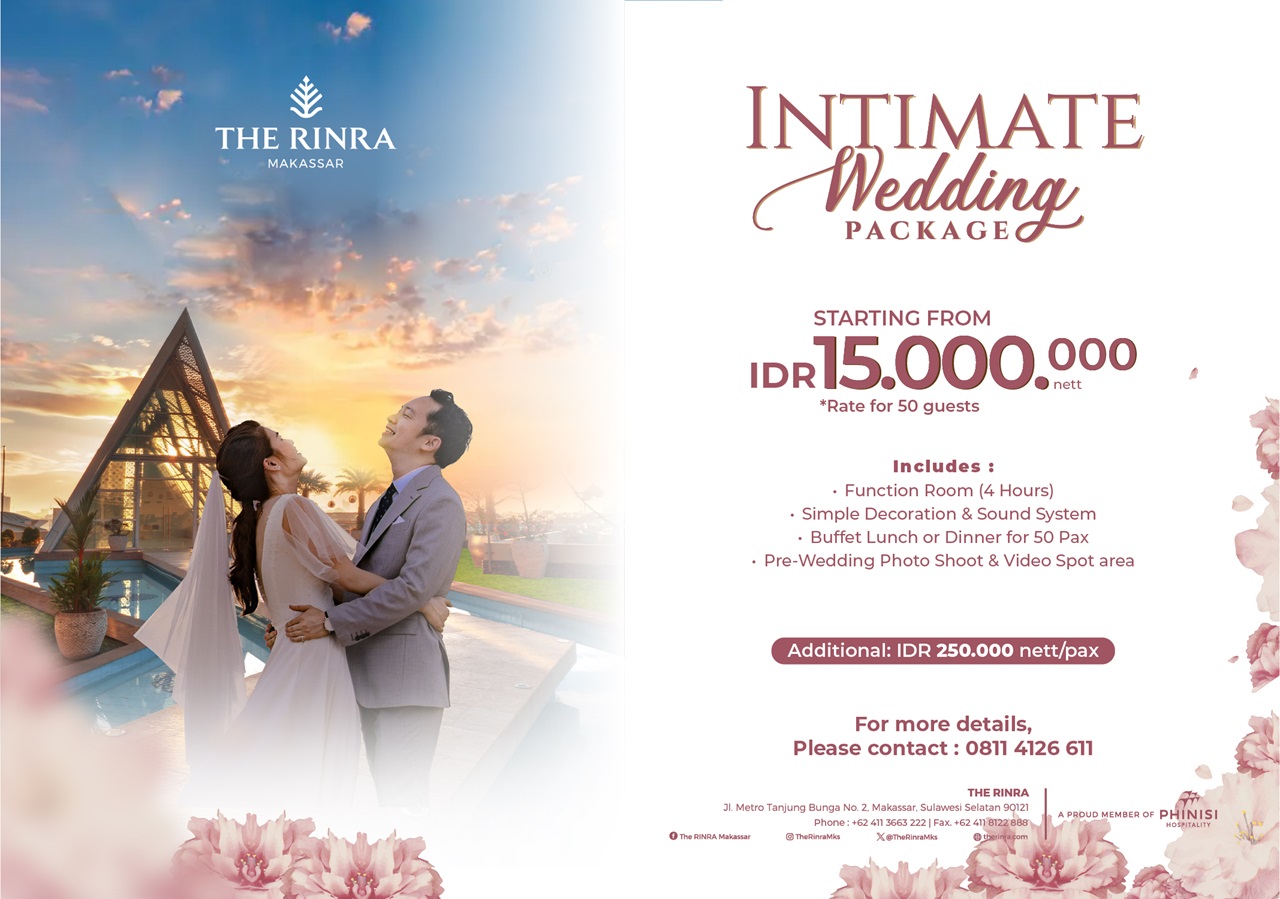 THE RINRA
MAKASSAR
INTIMATE
Wedding
PACKAGE
STARTING FROM
IDR 15.000.000
nett
*Rate for 50 guests
Includes :
• Function Room (4 Hours)
• Simple Decoration & Sound System
• Buffet Lunch or Dinner for 50 Pax
• Pre-Wedding Photo Shoot & Video Spot area
Additional: IDR 250.000 nett/pax
For more details,
Please contact : 0811 4126 611
THE RINRA
Jl. Metro Tanjung Bunga No. 2, Makassar, Sulawesi Selatan 90121
Phone : +62 411 3663 222 | Fax. +62 411 8122 888
The RINRA Makassar TheRinraMks @TheRinraMks therinra.com
A PROUD MEMBER OF PHINISI
HOSPITALITY